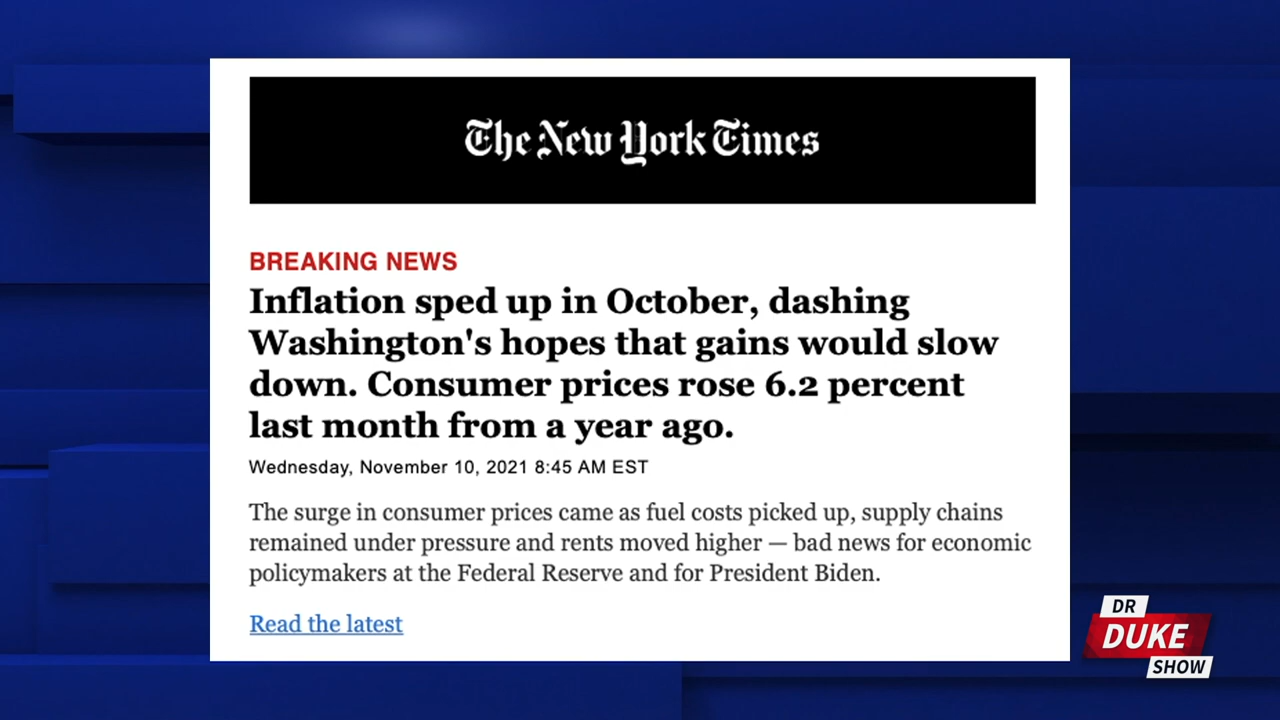 The New York Times
BREAKING NEWS
Inflation sped up in October, dashing
Washington's hopes that gains would slow
down. Consumer prices rose 6.2 percent
last month from a year ago.
Wednesday, November 10, 2021 8:45 AM EST
The surge in consumer prices came as fuel costs picked up, supply chains
remained under pressure and rents moved higher — bad news for economic
policymakers at the Federal Reserve and for President Biden.
Read the latest
DR
DUKE
SHOW